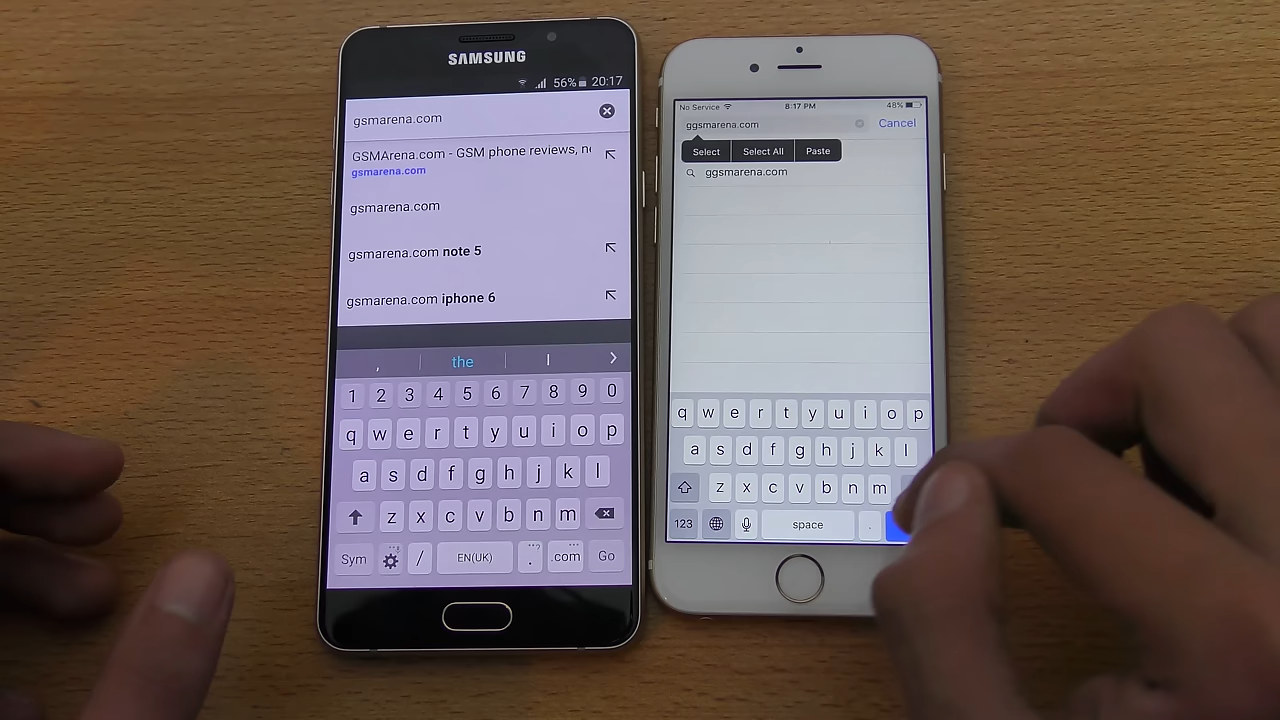 SAMSUNG
56% 20:17
gsmarena.com
GSMArena.com - GSM phone reviews, ne
gsmarena.com
gsmarena.com
gsmarena.com note 5
gsmarena.com iphone 6
, the I
1 2 3 4 5 6 7 8 9 0
q w e r t y u i o p
a s d f g h j k l
z x c v b n m
Sym / EN(UK) . .com Go
No Service 8:17 PM 48%
ggsmarena.com Cancel
Select Select All Paste
ggsmarena.com
q w e r t y u i o p
a s d f g h j k l
z x c v b n m
123 space .